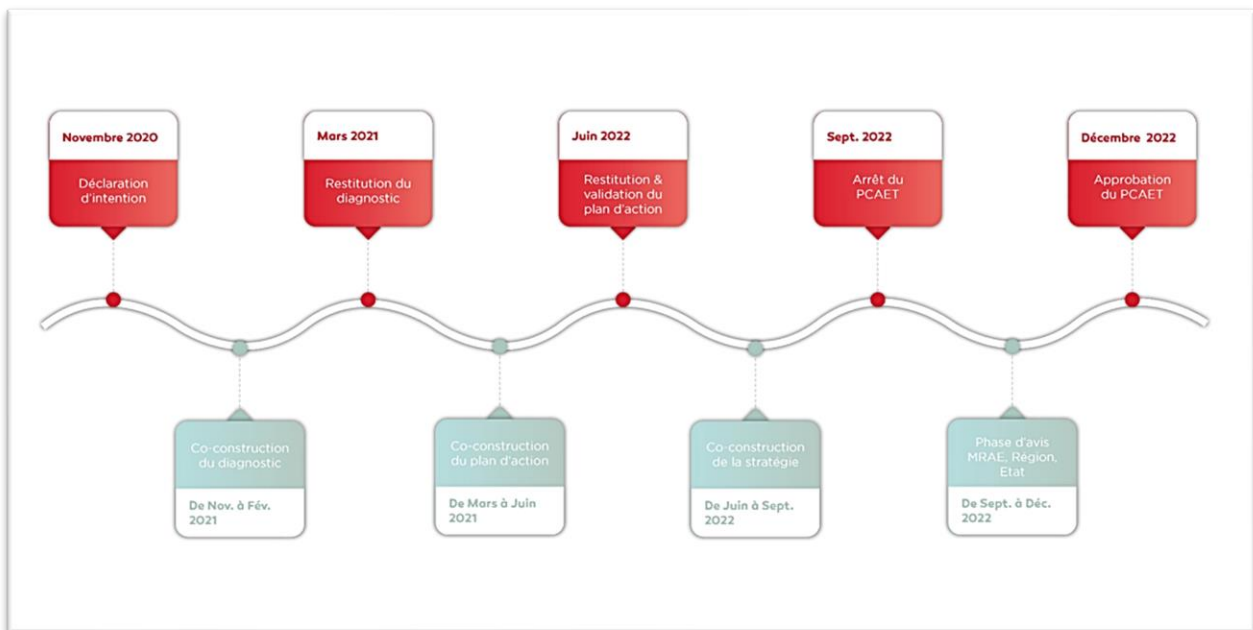 Novembre 2020
Déclaration
d'intention
Mars 2021
Restitution du
diagnostic
Juin 2022
Restitution &
validation du
plan d'action
Sept. 2022
Arrêt du
PCAET
Décembre 2022
Approbation
du PCAET
Co-construction
du diagnostic
De Nov. à Fév.
2021
Co-construction
du plan d'action
De Mars à Juin
2021
Co-construction
de la stratégie
De Juin à Sept.
2022
Phase d'avis
MRAE, Région,
Etat
De Sept. à Déc.
2022